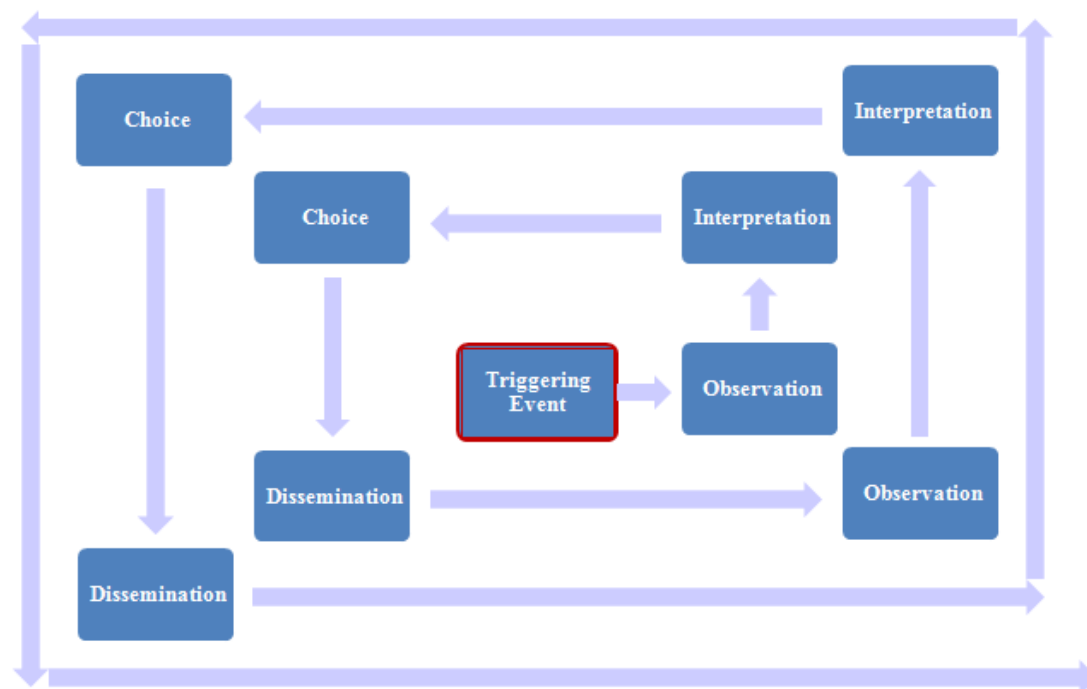 Choice
Interpretation
Choice
Interpretation
Triggering
Event
Observation
Dissemination
Observation
Dissemination